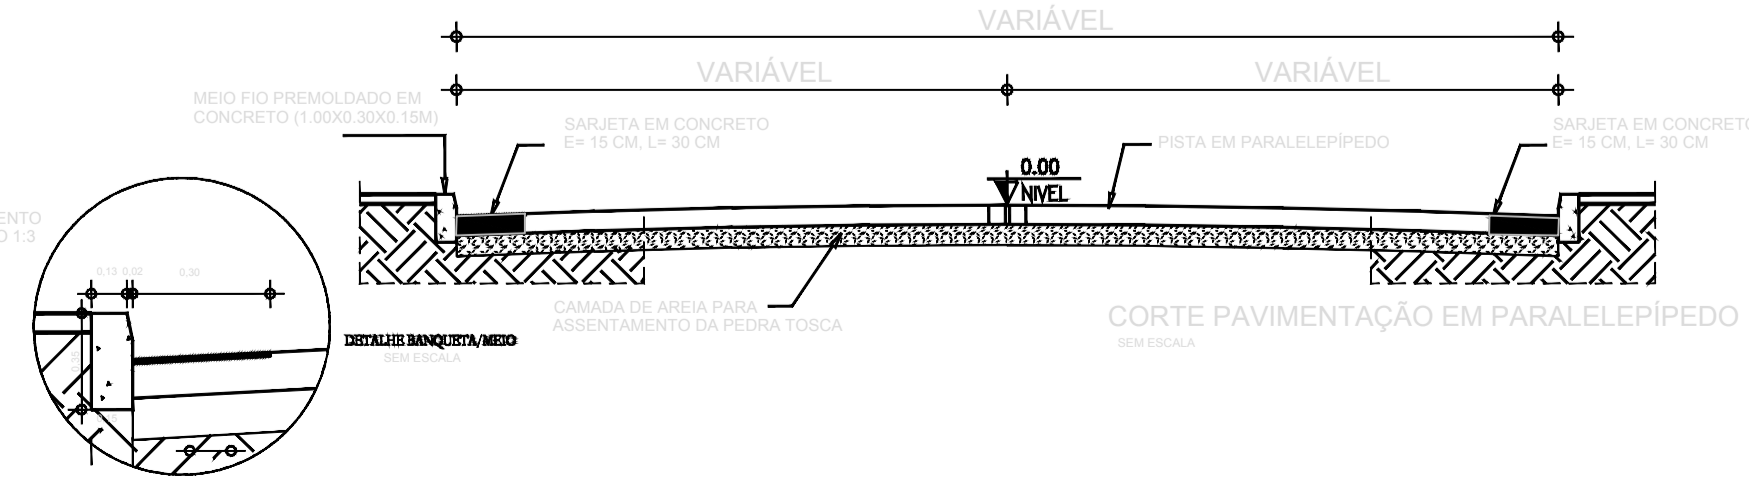 VARIÁVEL
VARIÁVEL
VARIÁVEL
MEIO FIO PREMOLDADO EM
CONCRETO (1.00X0.30X0.15M)
SARJETA EM CONCRETO
E= 15 CM, L= 30 CM
PISTA EM PARALELEPÍPEDO
SARJETA EM CONCRETO
E= 15 CM, L= 30 CM
0.00
NIVEL
1:3
0,13 0,02 0,30
0,35
CAMADA DE AREIA PARA
ASSENTAMENTO DA PEDRA TOSCA
DETALHE BANQUETA/MEIO
SEM ESCALA
CORTE PAVIMENTAÇÃO EM PARALELEPÍPEDO
SEM ESCALA